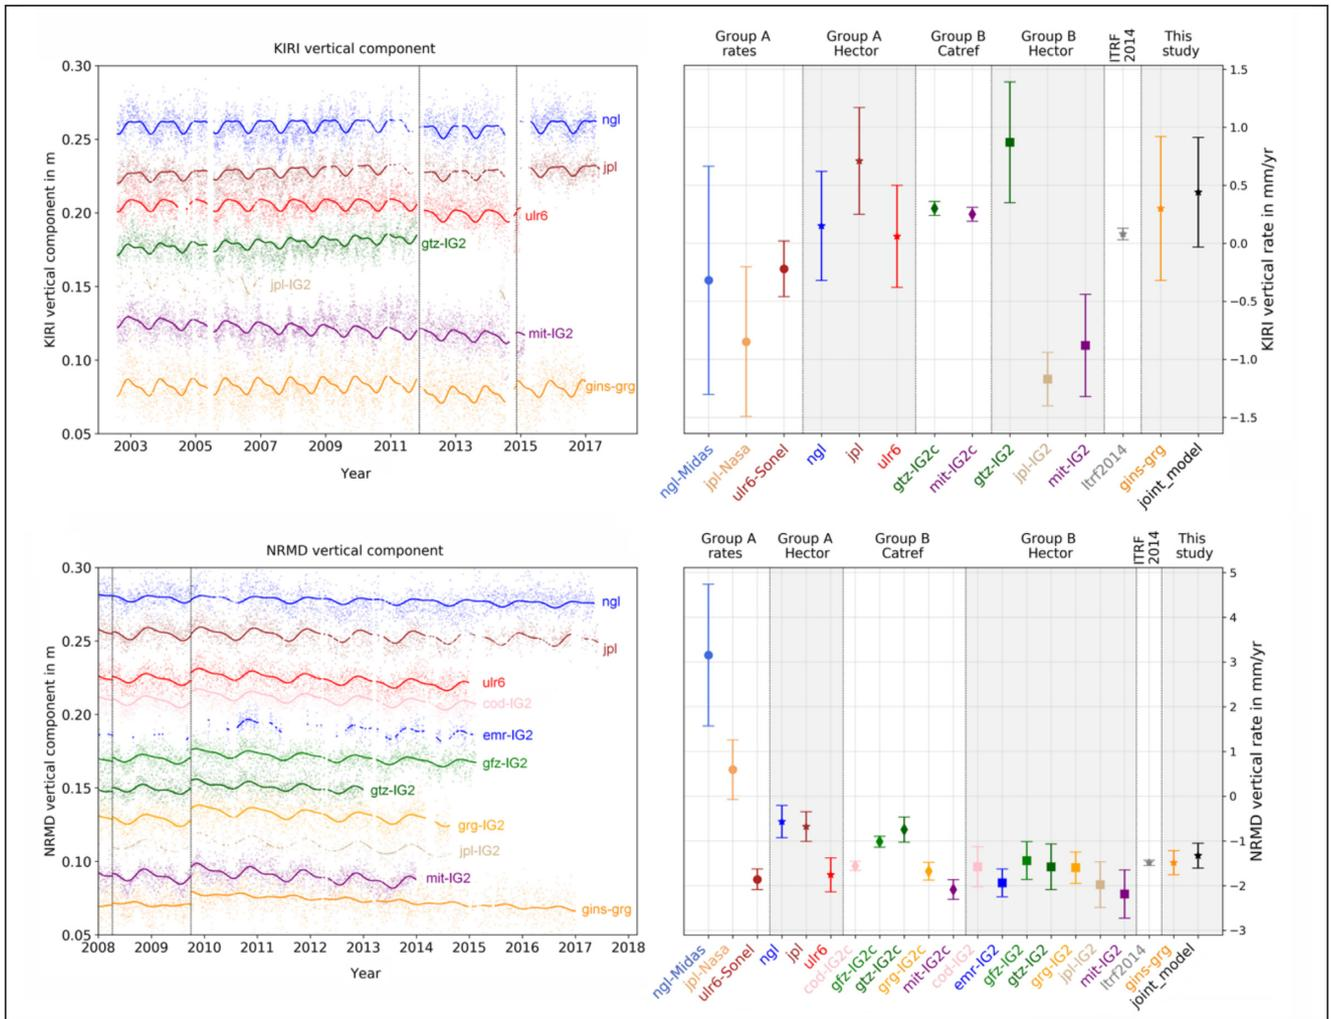 KIRI vertical component
KIRI vertical component in m
0.30
0.25
0.20
0.15
0.10
0.05
ngl
jpl
ulr6
gtz-IG2
jpl-IG2
mit-IG2
gins-grg
2003 2005 2007 2009 2011 2013 2015 2017
Year
Group A rates
Group A Hector
Group B Catref
Group B Hector
ITRF 2014
This study
1.5
1.0
0.5
0.0
−0.5
−1.0
−1.5
KIRI vertical rate in mm/yr
ngl-Midas
jpl-Nasa
ulr6-Sonel
ngl
jpl
ulr6
gtz-IG2c
mit-IG2c
gtz-IG2
jpl-IG2
mit-IG2
Itrf2014
gins-grg
joint_model
NRMD vertical component
NRMD vertical component in m
0.30
0.25
0.20
0.15
0.10
0.05
ngl
jpl
ulr6
cod-IG2
emr-IG2
gfz-IG2
gtz-IG2
grg-IG2
jpl-IG2
mit-IG2
gins-grg
2008 2009 2010 2011 2012 2013 2014 2015 2016 2017 2018
Year
Group A rates
Group A Hector
Group B Catref
Group B Hector
ITRF 2014
This study
5
4
3
2
1
0
−1
−2
−3
NRMD vertical rate in mm/yr
ngl-Midas
jpl-Nasa
ulr6-Sonel
ngl
jpl
ulr6
cod-IG2c
gfz-IG2c
gtz-IG2c
grg-IG2c
mit-IG2c
cod-IG2
emr-IG2
gfz-IG2
gtz-IG2
grg-IG2
jpl-IG2
mit-IG2
Itrf2014
gins-grg
joint_model